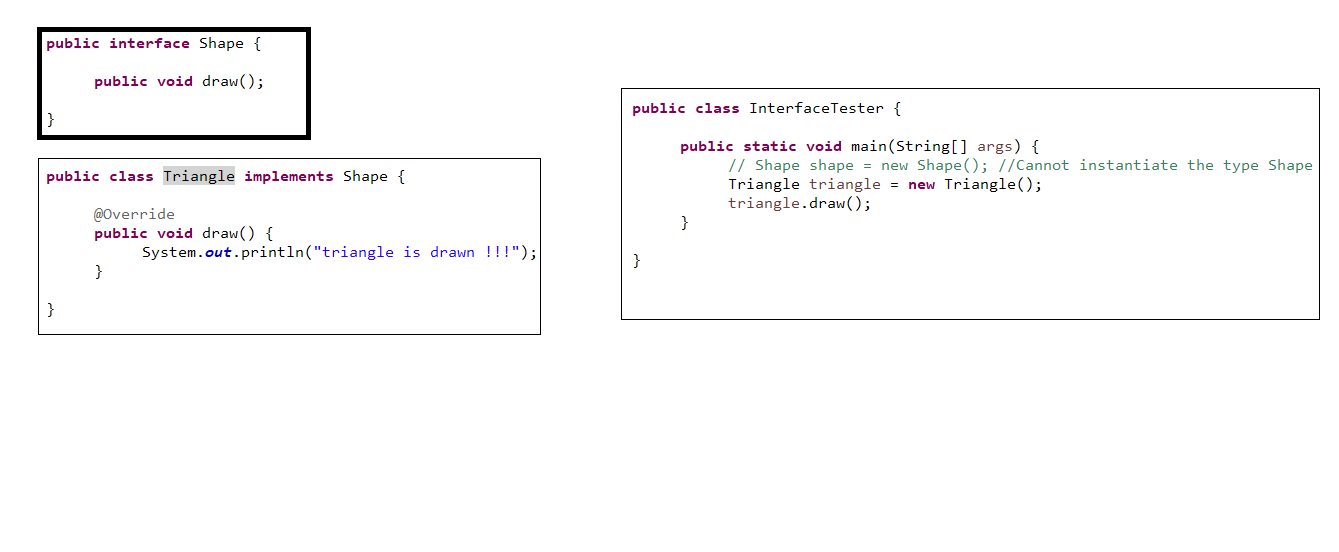 public interface Shape {
public void draw();
}
public class Triangle implements Shape {
@Override
public void draw() {
System.out.println("triangle is drawn !!!");
}
}
public class InterfaceTester {
public static void main(String[] args) {
// Shape shape = new Shape(); //Cannot instantiate the type Shape
Triangle triangle = new Triangle();
triangle.draw();
}
}